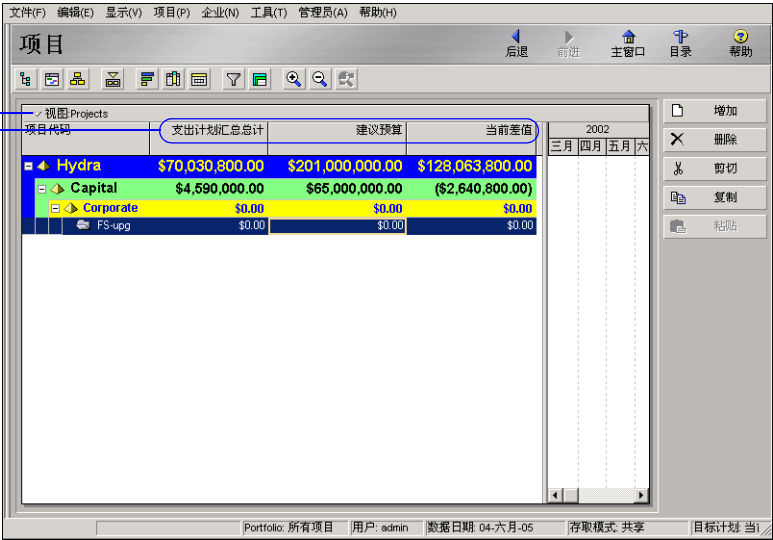 文件(F) 编辑(E) 显示(V) 项目(P) 企业(N) 工具(T) 管理员(A) 帮助(H)
项目 后退 前进 主窗口 目录 帮助
视图:Projects
项目代码 支出计划汇总总计 建议预算 当前差值 2002
三月 四月 五月 六
Hydra $70,030,800.00 $201,000,000.00 $128,063,800.00
Capital $4,590,000.00 $65,000,000.00 ($2,640,800.00)
Corporate $0.00 $0.00 $0.00
FS-upg $0.00 $0.00 $0.00
增加
删除
剪切
复制
粘贴
Portfolio: 所有项目 用户: admin 数据日期: 04-六月-05 存取模式: 共享 目标计划: 当前